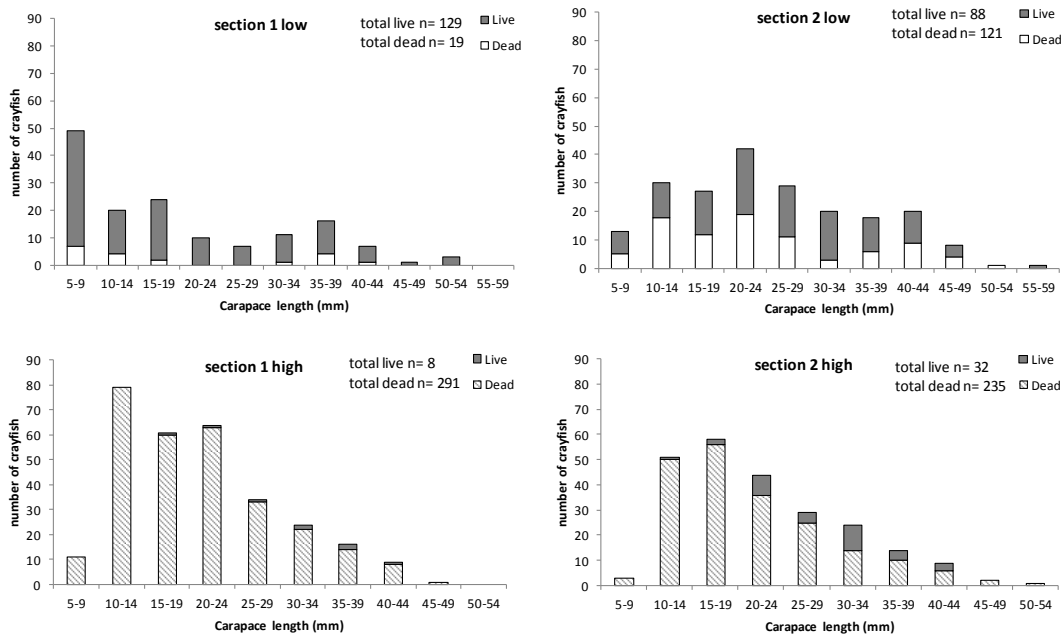 section 1 low
total live n= 129
total dead n= 19
Live
Dead
number of crayfish
90
80
70
60
50
40
30
20
10
0
5-9 10-14 15-19 20-24 25-29 30-34 35-39 40-44 45-49 50-54 55-59
Carapace length (mm)
section 2 low
total live n= 88
total dead n= 121
Live
Dead
number of crayfish
90
80
70
60
50
40
30
20
10
0
5-9 10-14 15-19 20-24 25-29 30-34 35-39 40-44 45-49 50-54 55-59
Carapace length (mm)
section 1 high
total live n= 8
total dead n= 291
Live
Dead
number of crayfish
90
80
70
60
50
40
30
20
10
0
5-9 10-14 15-19 20-24 25-29 30-34 35-39 40-44 45-49 50-54
Carapace length (mm)
section 2 high
total live n= 32
total dead n= 235
Live
Dead
number of crayfish
90
80
70
60
50
40
30
20
10
0
5-9 10-14 15-19 20-24 25-29 30-34 35-39 40-44 45-49 50-54
Carapace length (mm)